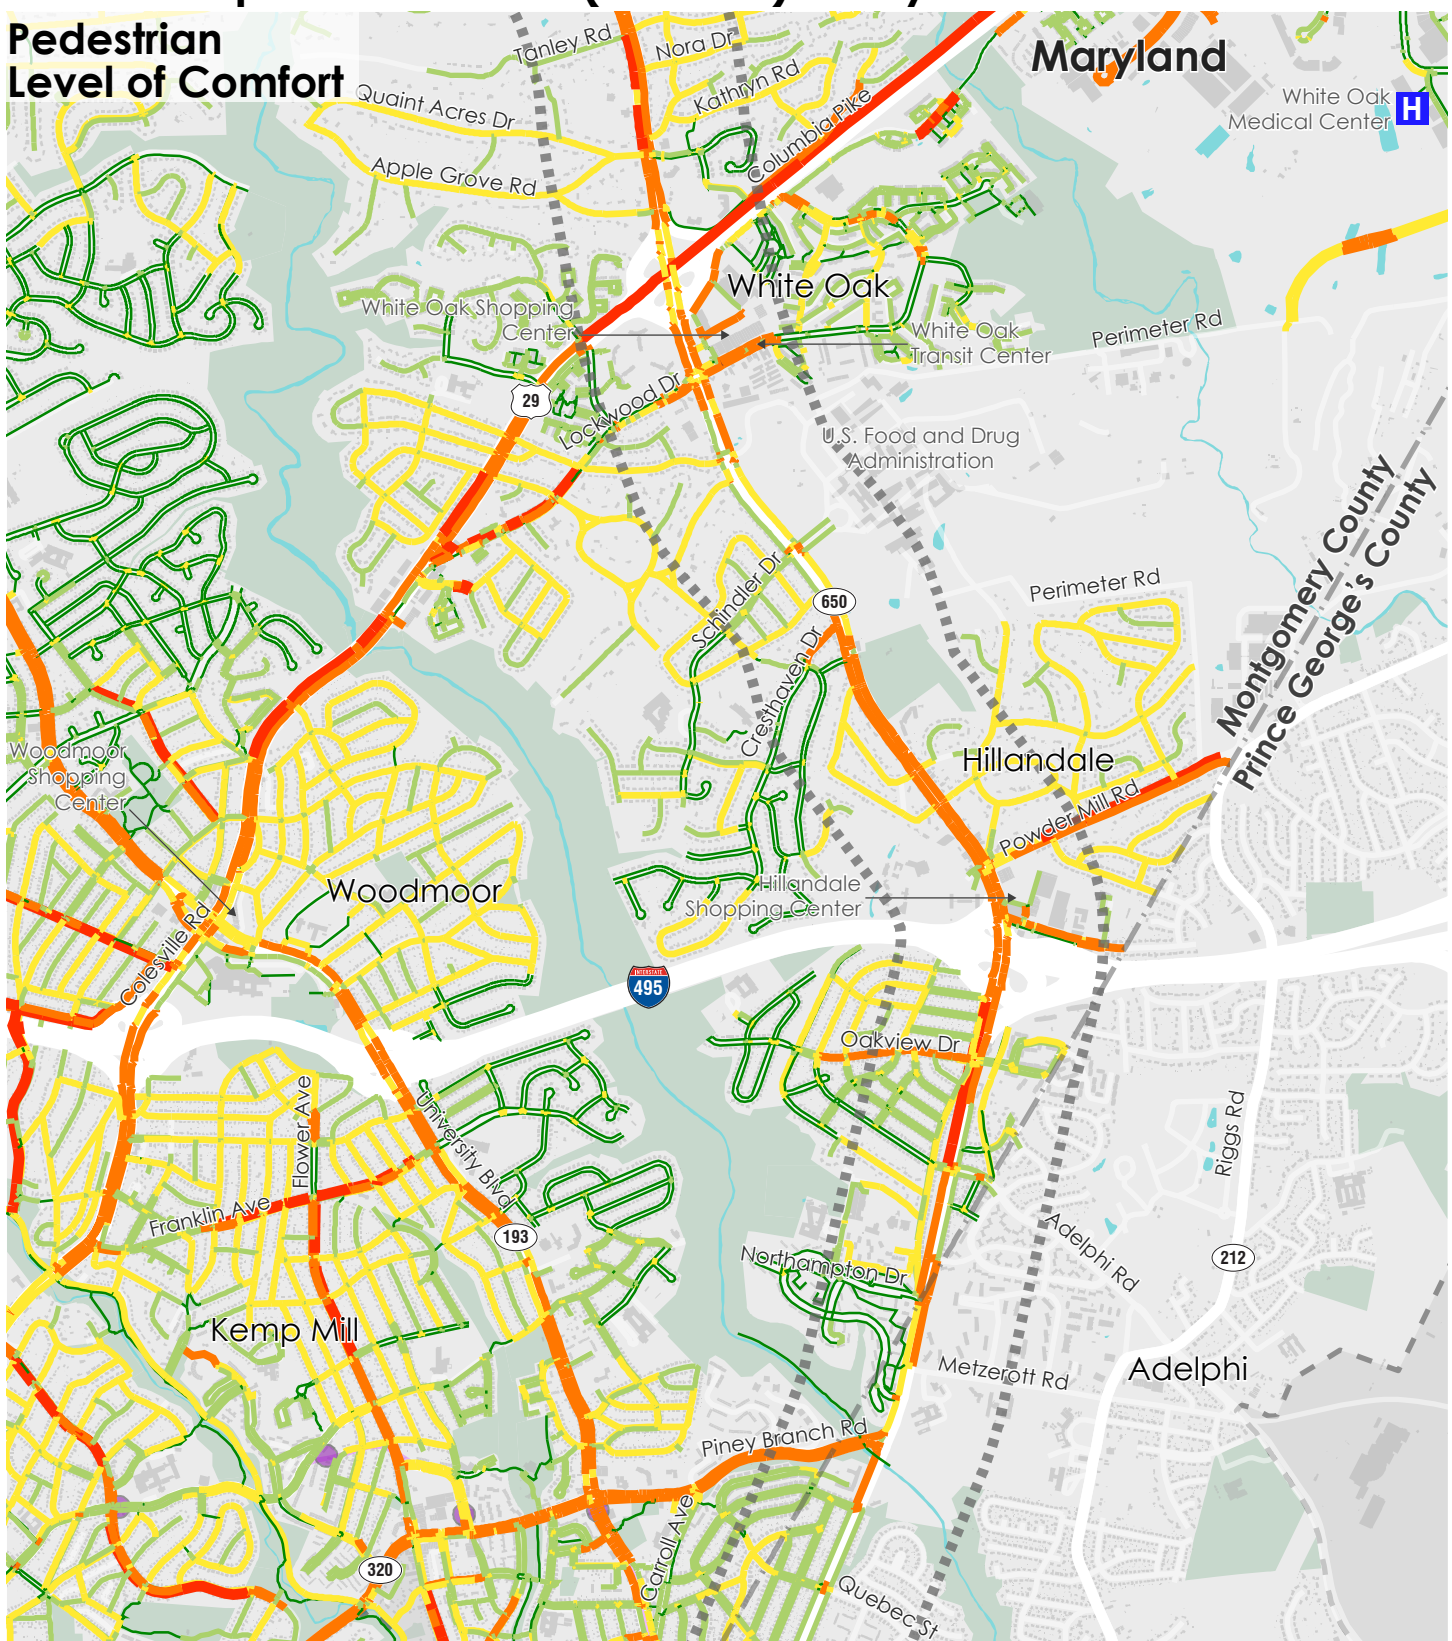 Pedestrian
Level of Comfort
Tanley Rd
Nora Dr
Kathryn Rd
Maryland
Quaint Acres Dr
Columbia Pike
White Oak
Medical Center
H
Apple Grove Rd
White Oak
White Oak Shopping
Center
White Oak
Transit Center
Perimeter Rd
29
Lockwood Dr
U.S. Food and Drug
Administration
Montgomery County
Prince George's County
Schindler Dr
650
Perimeter Rd
Cresthaven Dr
Woodmoor
Shopping
Center
Hillandale
Powder Mill Rd
Woodmoor
Hillandale
Shopping Center
Colesville Rd
INTERSTATE
495
Oakview Dr
Flower Ave
University Blvd
Riggs Rd
Franklin Ave
193
Adelphi Rd
Northampton Dr
212
Kemp Mill
Metzerott Rd
Adelphi
Piney Branch Rd
Carroll Ave
320
Quebec St